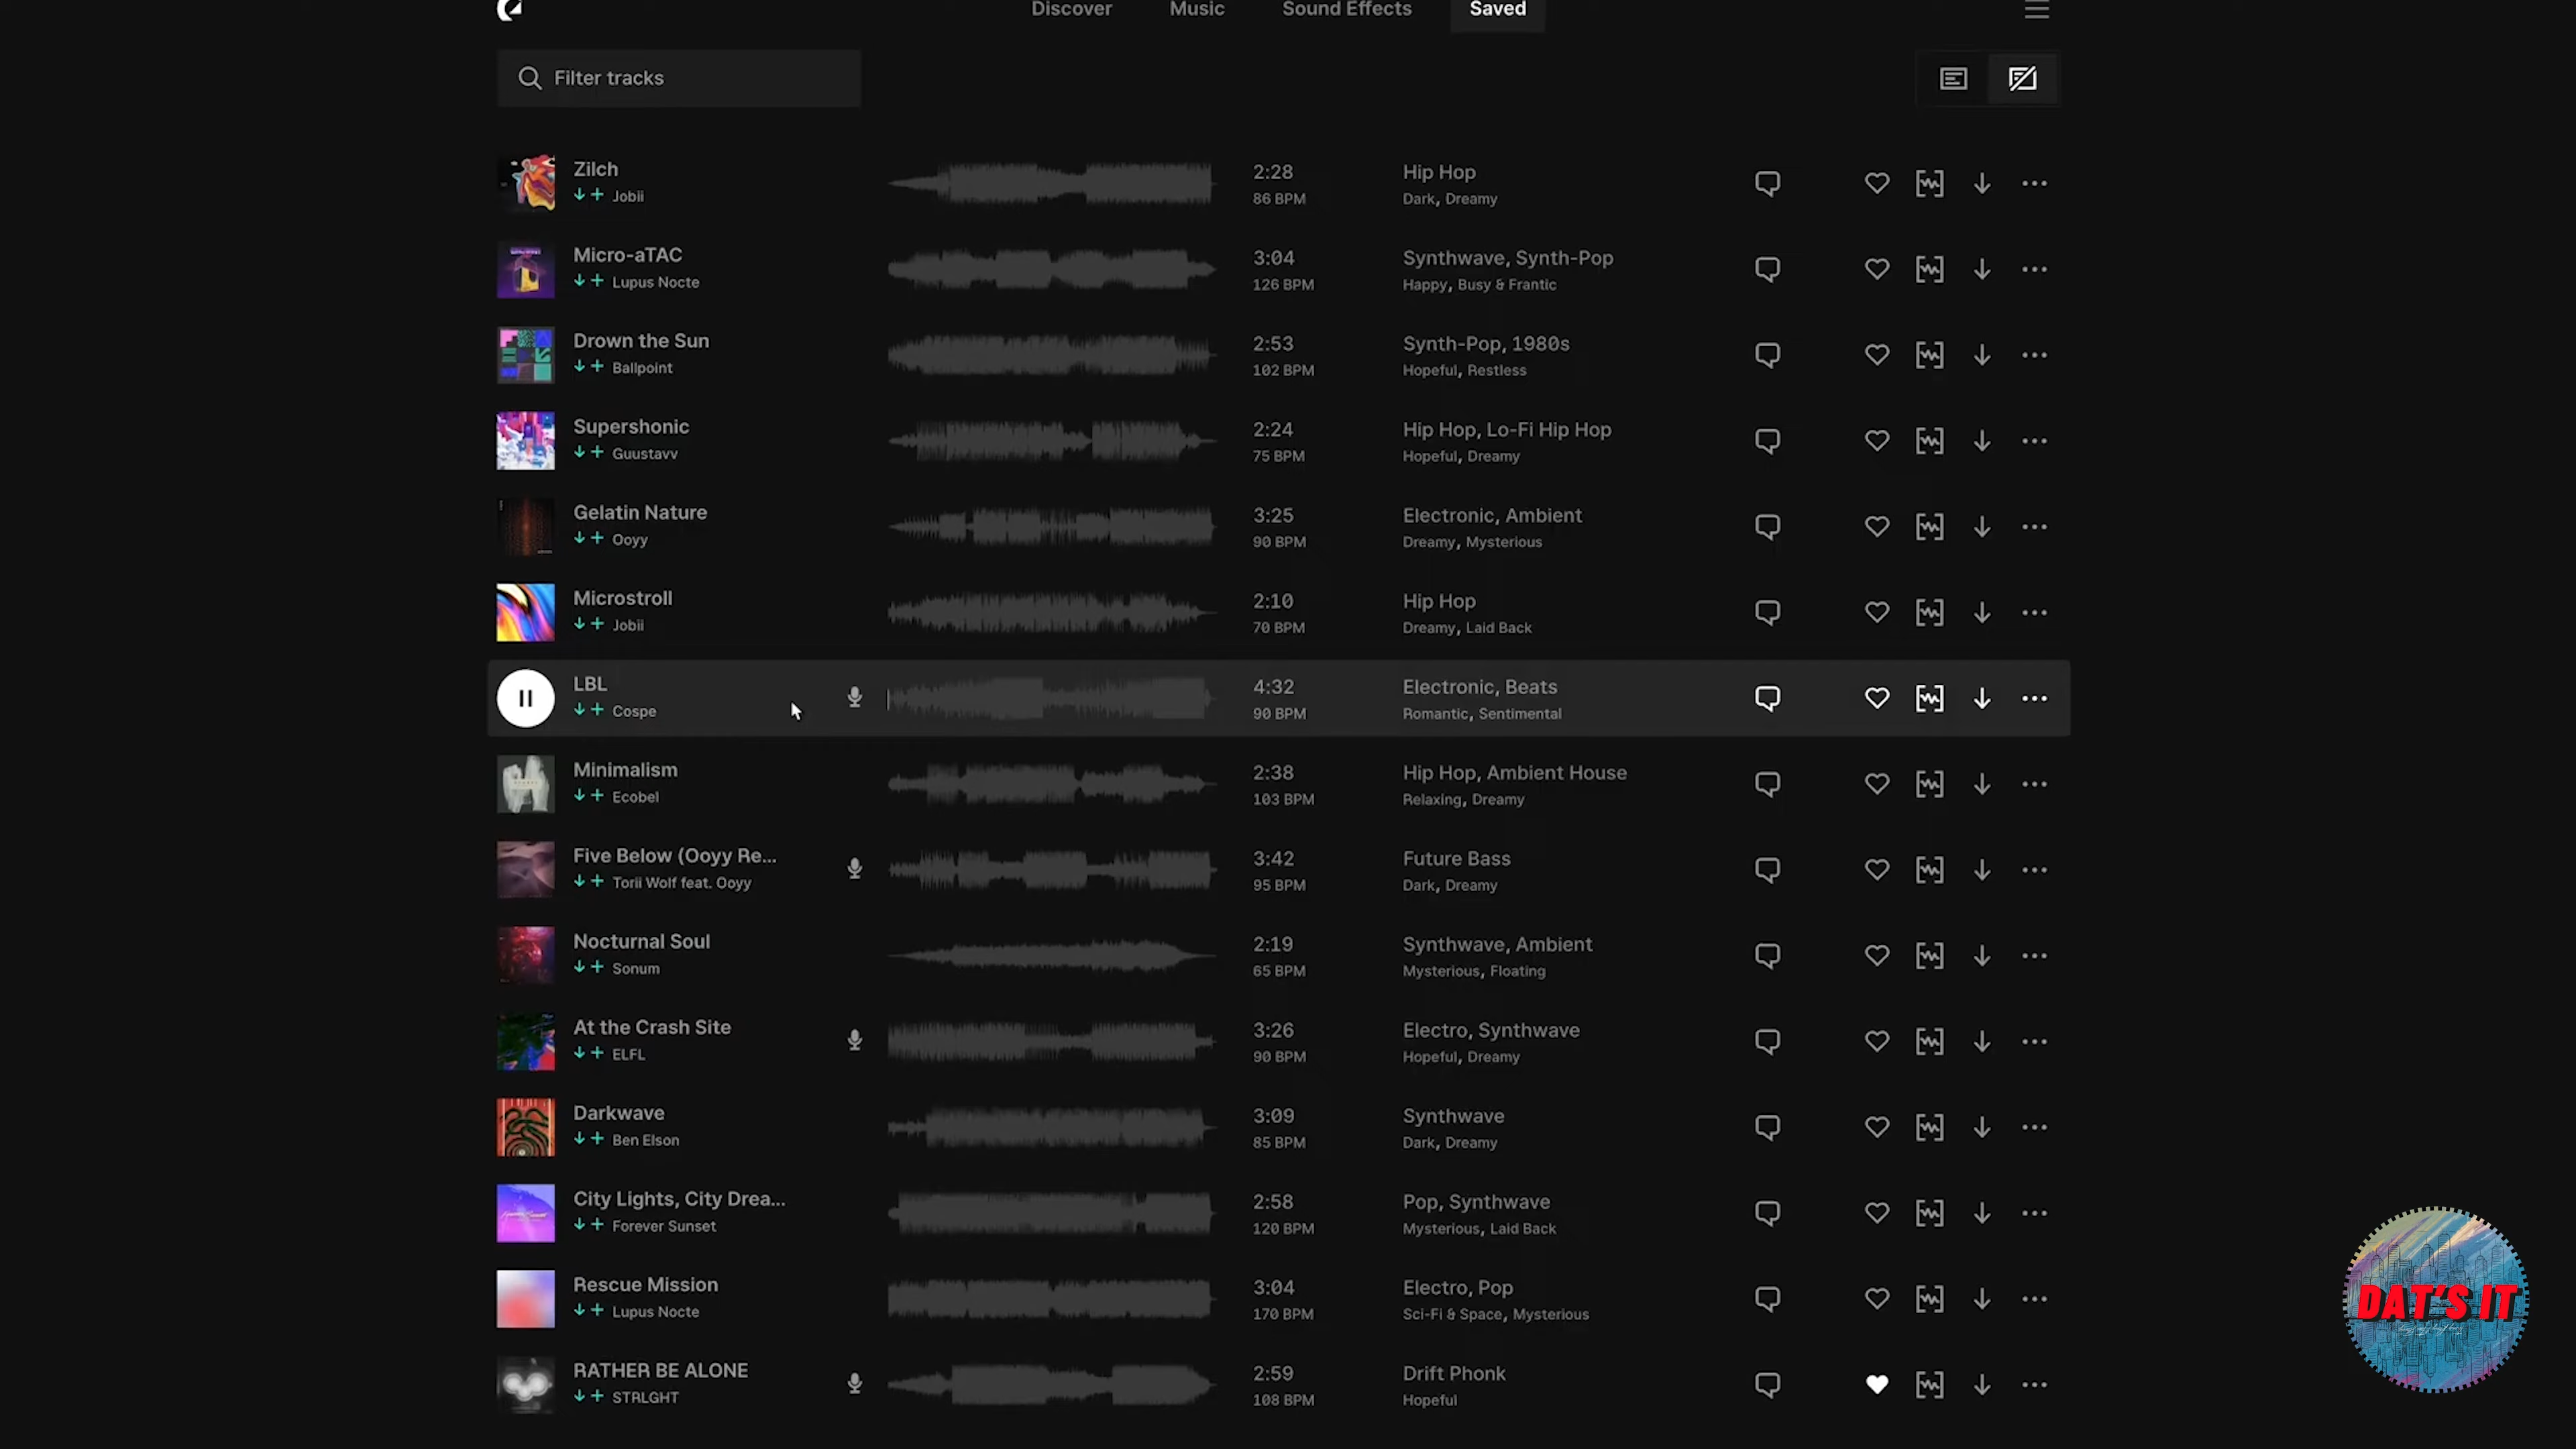 Discover Music Sound Effects Saved
Filter tracks
Zilch
Jobii
2:28
86 BPM
Hip Hop
Dark, Dreamy
Micro-aTAC
Lupus Nocte
3:04
126 BPM
Synthwave, Synth-Pop
Happy, Busy & Frantic
Drown the Sun
Ballpoint
2:53
102 BPM
Synth-Pop, 1980s
Hopeful, Restless
Supershonic
Guustavv
2:24
75 BPM
Hip Hop, Lo-Fi Hip Hop
Hopeful, Dreamy
Gelatin Nature
Ooyy
3:25
90 BPM
Electronic, Ambient
Dreamy, Mysterious
Microstroll
Jobii
2:10
70 BPM
Hip Hop
Dreamy, Laid Back
LBL
Cospe
4:32
90 BPM
Electronic, Beats
Romantic, Sentimental
Minimalism
Ecobel
2:38
103 BPM
Hip Hop, Ambient House
Relaxing, Dreamy
Five Below (Ooyy Re...
Torii Wolf feat. Ooyy
3:42
95 BPM
Future Bass
Dark, Dreamy
Nocturnal Soul
Sonum
2:19
65 BPM
Synthwave, Ambient
Mysterious, Floating
At the Crash Site
ELFL
3:26
90 BPM
Electro, Synthwave
Hopeful, Dreamy
Darkwave
Ben Elson
3:09
85 BPM
Synthwave
Dark, Dreamy
City Lights, City Drea...
Forever Sunset
2:58
120 BPM
Pop, Synthwave
Mysterious, Laid Back
Rescue Mission
Lupus Nocte
3:04
170 BPM
Electro, Pop
Sci-Fi & Space, Mysterious
RATHER BE ALONE
STRLGHT
2:59
108 BPM
Drift Phonk
Hopeful
DAT'S IT